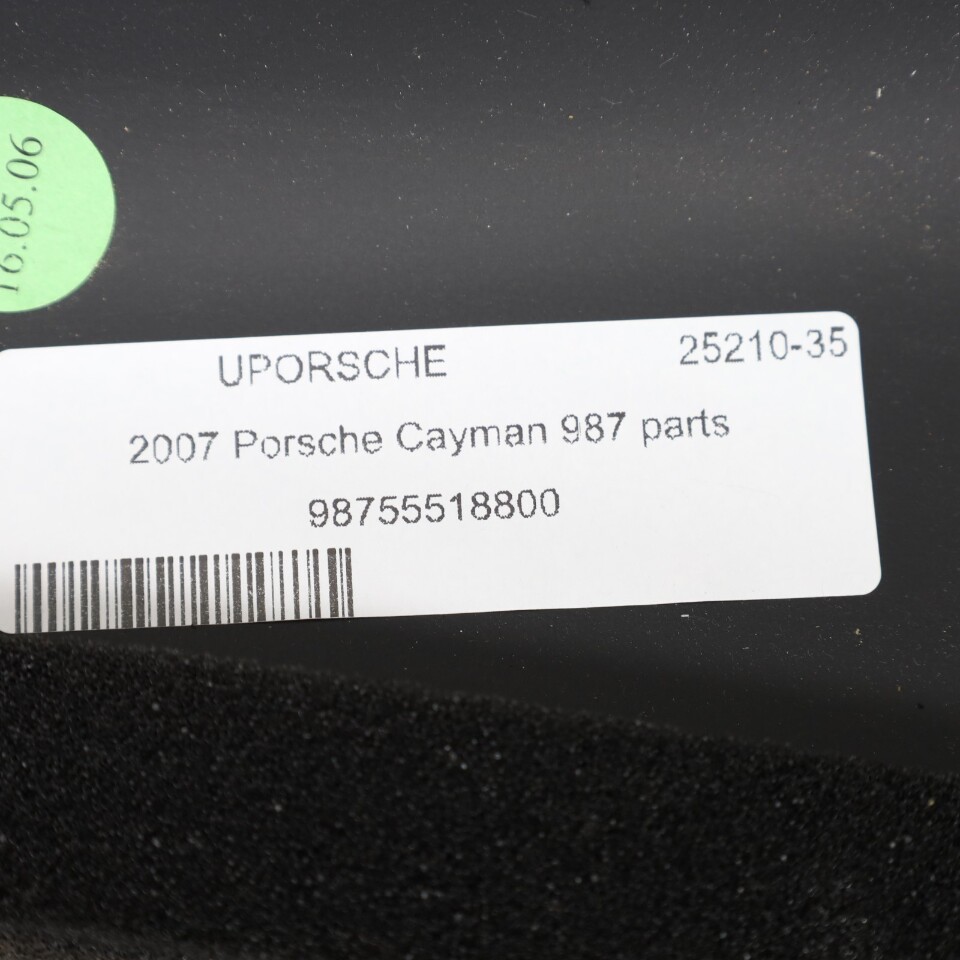 16.05.06
UPORSCHE 25210-35
2007 Porsche Cayman 987 parts
98755518800